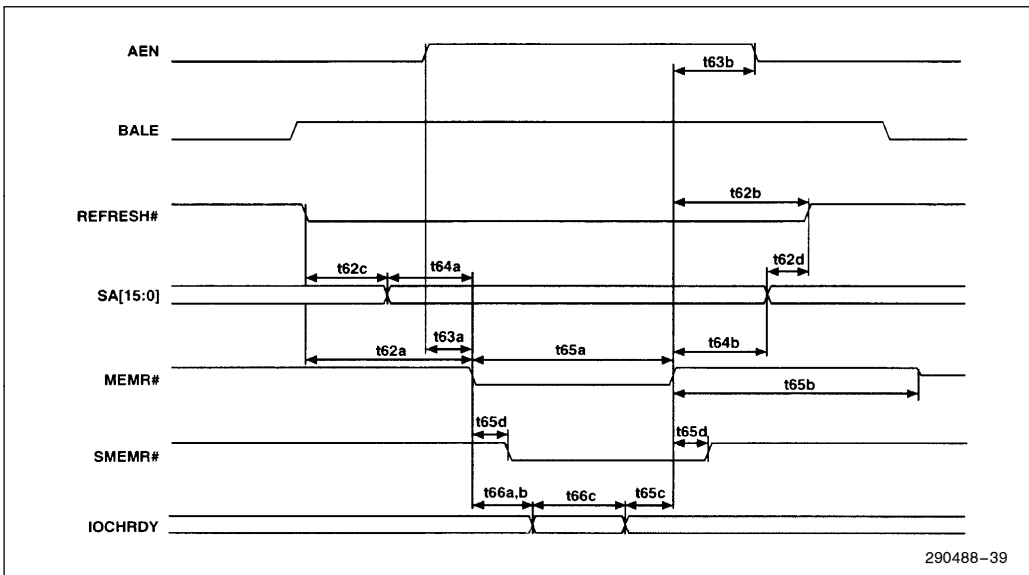 AEN
t63b
BALE
t62b
REFRESH#
t62c t64a t62d
SA[15:0]
t63a
t62a t65a t64b
MEMR#
t65b
t65d t65d
SMEMR#
t66a,b t66c t65c
IOCHRDY
290488–39